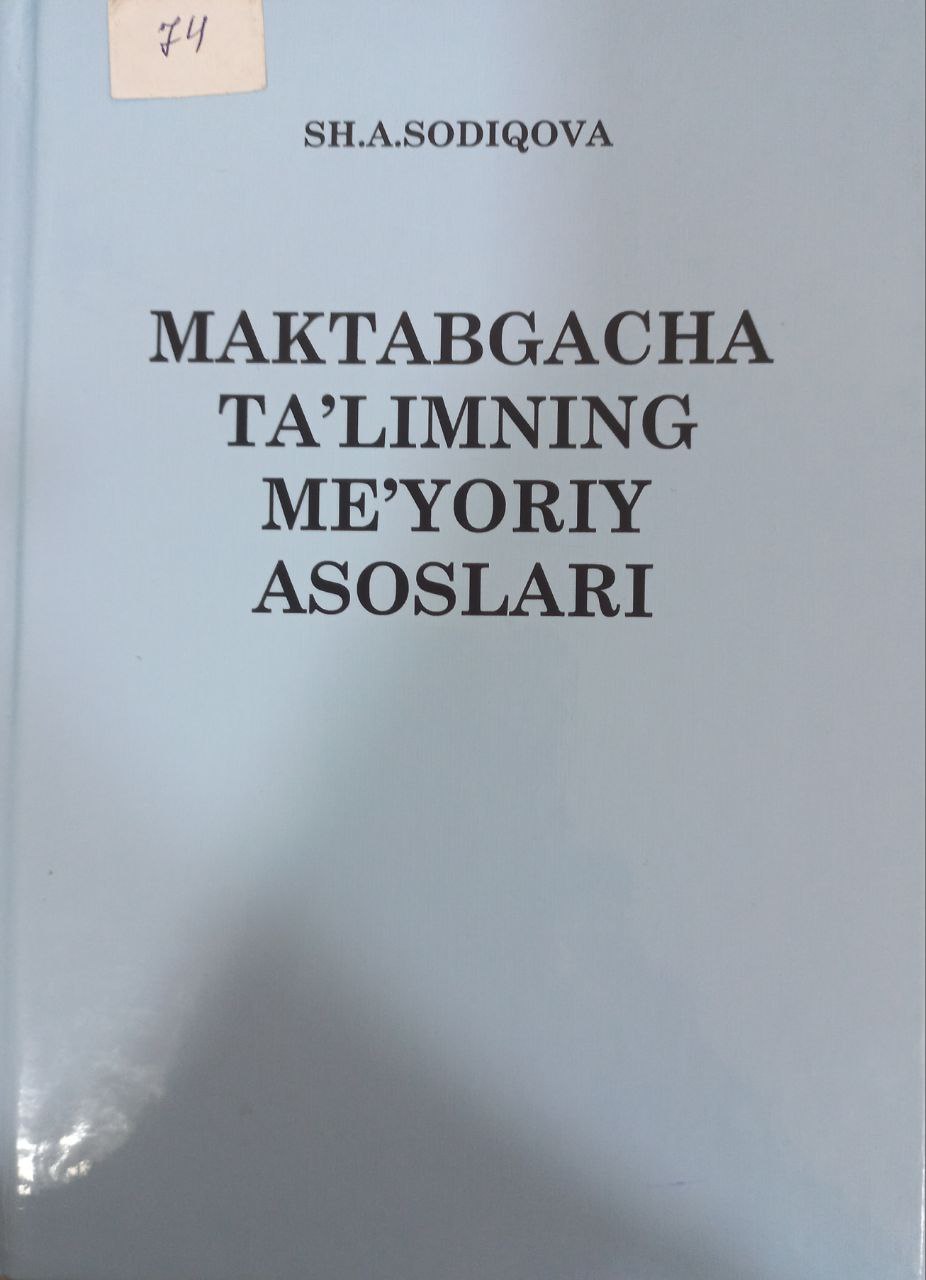 74
SH.A.SODIQOVA
MAKTABGACHA
TA’LIMNING
ME’YORIY
ASOSLARI